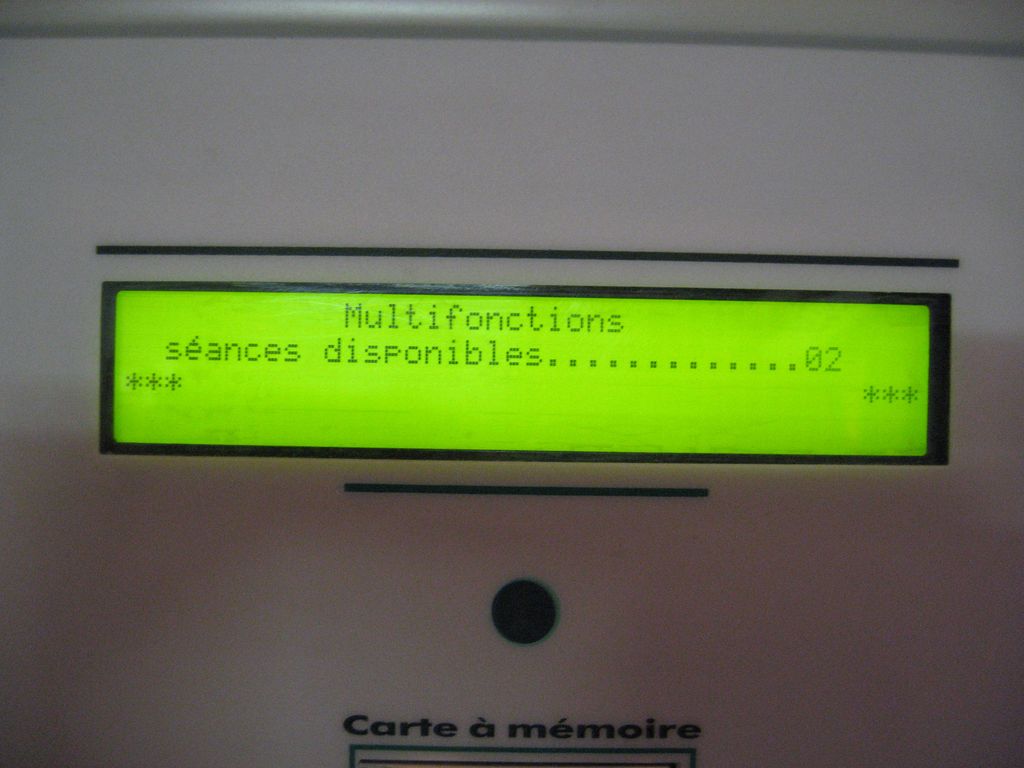 Multifonctions
séances disponibles...............02
***
***
Carte à mémoire